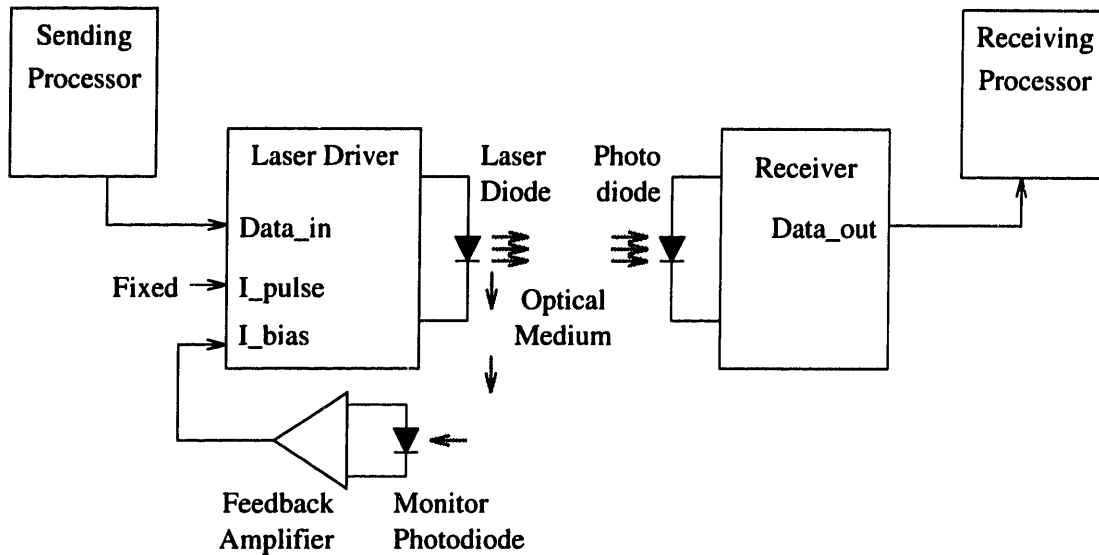 Sending
Processor
Receiving
Processor
Laser Driver
Data_in
Fixed
I_pulse
I_bias
Laser
Diode
Photo
diode
Receiver
Data_out
Optical
Medium
Feedback
Amplifier
Monitor
Photodiode